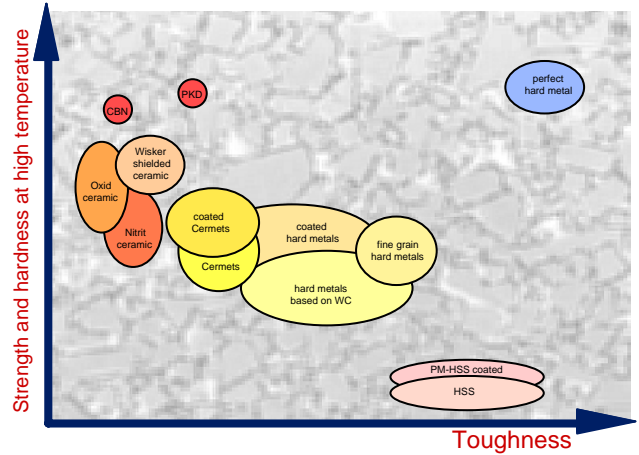 Strength and hardness at high temperature
PKD
CBN
perfect
hard metal
Wisker
shielded
ceramic
Oxid
ceramic
Nitrit
ceramic
coated
Cermets
Cermets
coated
hard metals
fine grain
hard metals
hard metals
based on WC
PM-HSS coated
HSS
Toughness